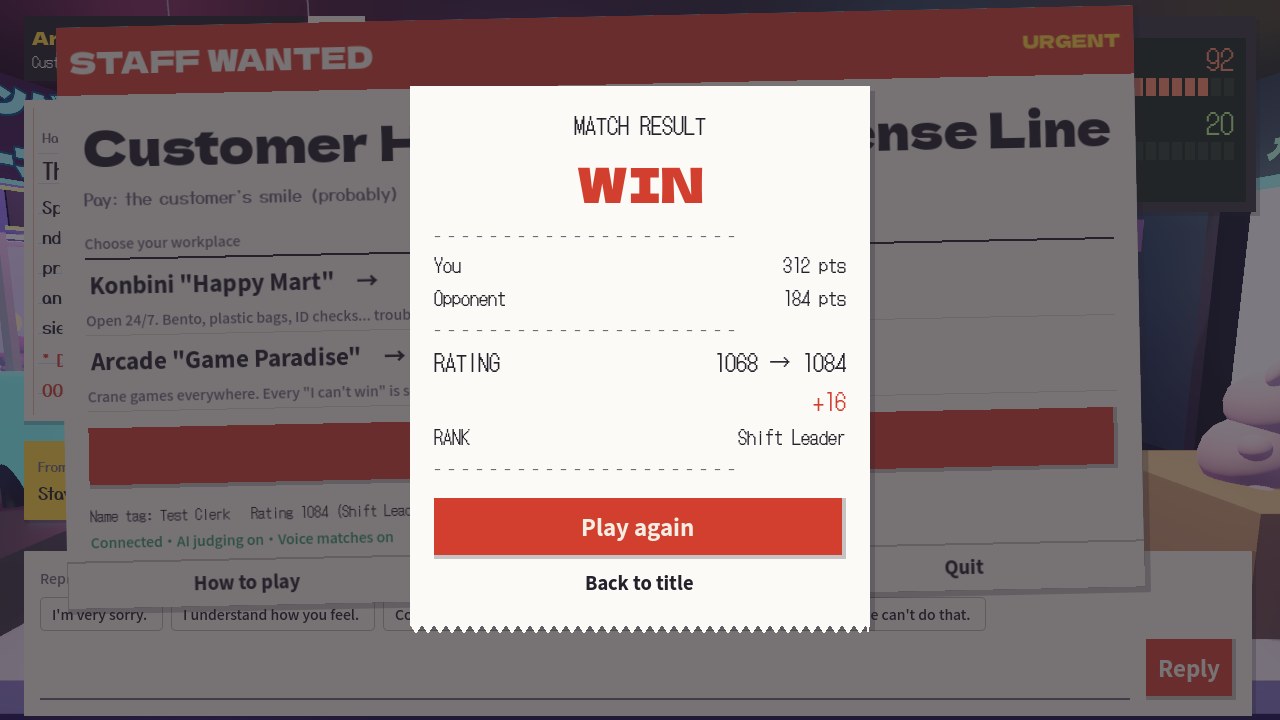 STAFF WANTED
URGENT
92
20
Customer H
ense Line
Pay: the customer's smile (probably)
Choose your workplace
Konbini "Happy Mart" →
Open 24/7. Bento, plastic bags, ID checks...
Arcade "Game Paradise" →
Crane games everywhere. Every "I can't win" is
Name tag: Test Clerk Rating 1084 (Shift
Connected・AI judging on・Voice matches on
How to play
Quit
MATCH RESULT
WIN
You 312 pts
Opponent 184 pts
RATING 1068 → 1084
+16
RANK Shift Leader
Play again
Back to title
From
I'm very sorry.
I understand how you feel.
can't do that.
Reply